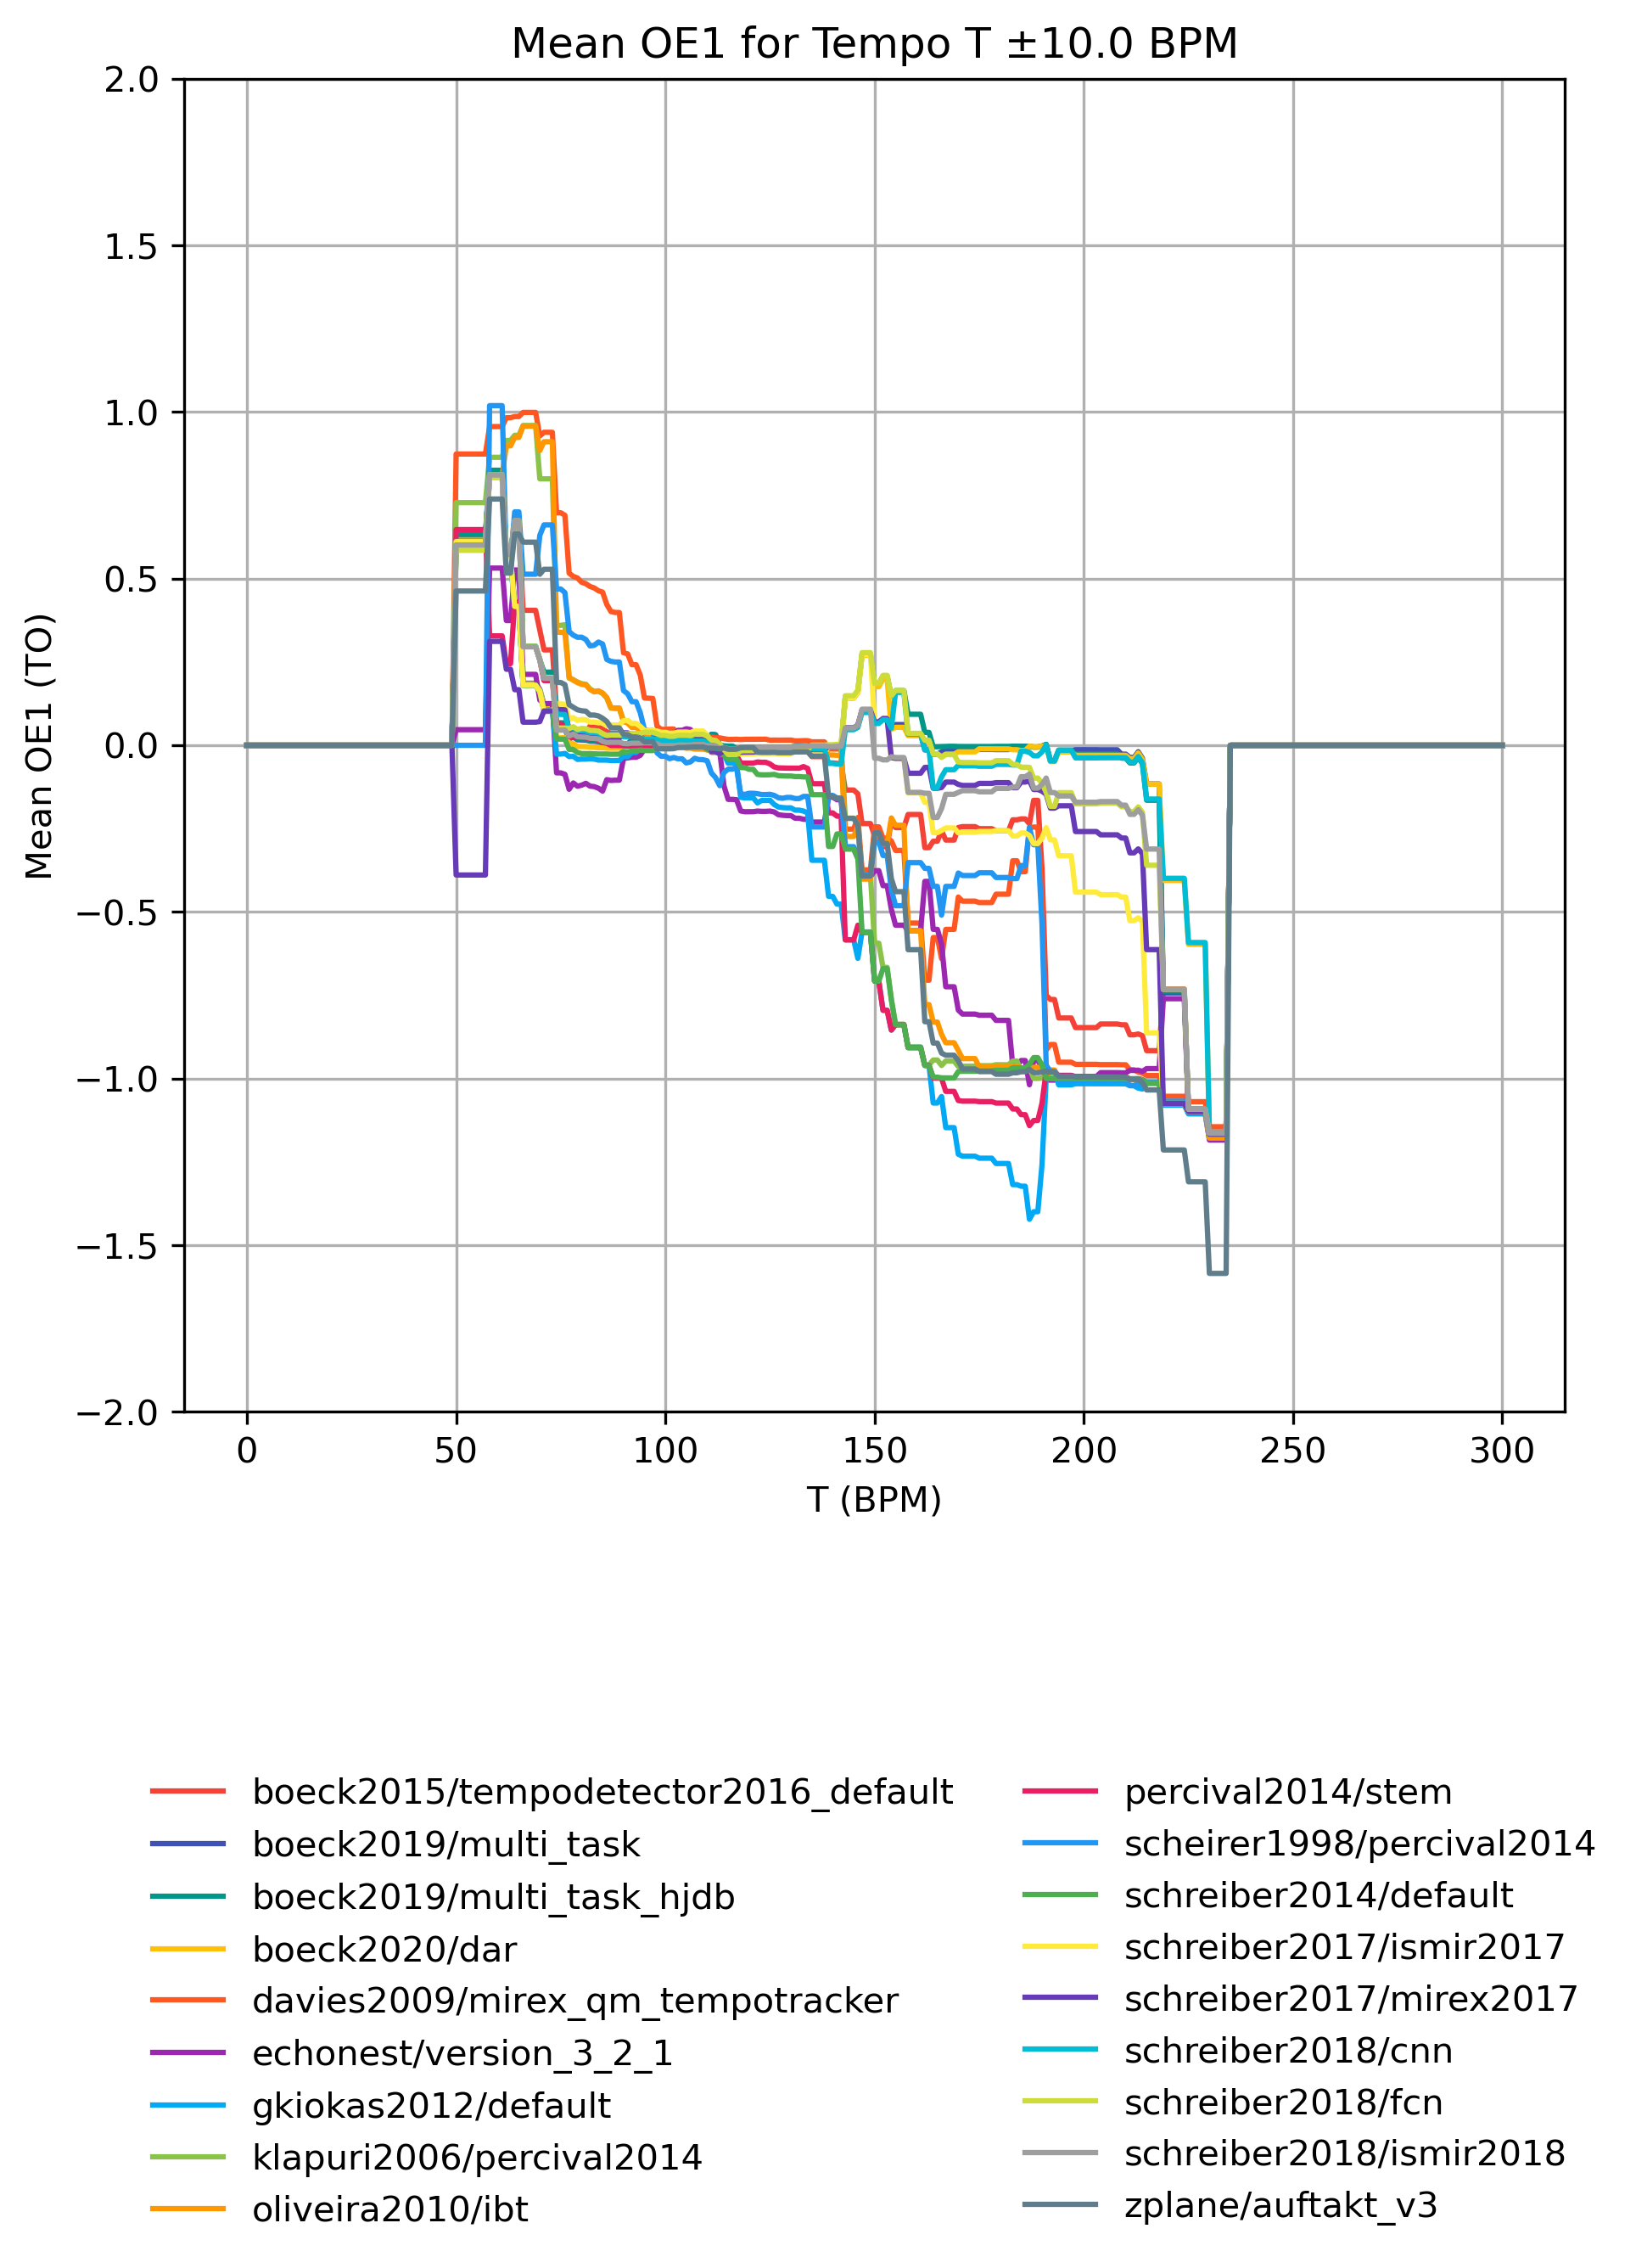 Mean OE1 for Tempo T ±10.0 BPM
2.0
1.5
1.0
0.5
0.0
−0.5
−1.0
−1.5
−2.0
Mean OE1 (TO)
0 50 100 150 200 250 300
T (BPM)
boeck2015/tempodetector2016_default
boeck2019/multi_task
boeck2019/multi_task_hjdb
boeck2020/dar
davies2009/mirex_qm_tempotracker
echonest/version_3_2_1
gkiokas2012/default
klapuri2006/percival2014
oliveira2010/ibt
percival2014/stem
scheirer1998/percival2014
schreiber2014/default
schreiber2017/ismir2017
schreiber2017/mirex2017
schreiber2018/cnn
schreiber2018/fcn
schreiber2018/ismir2018
zplane/auftakt_v3